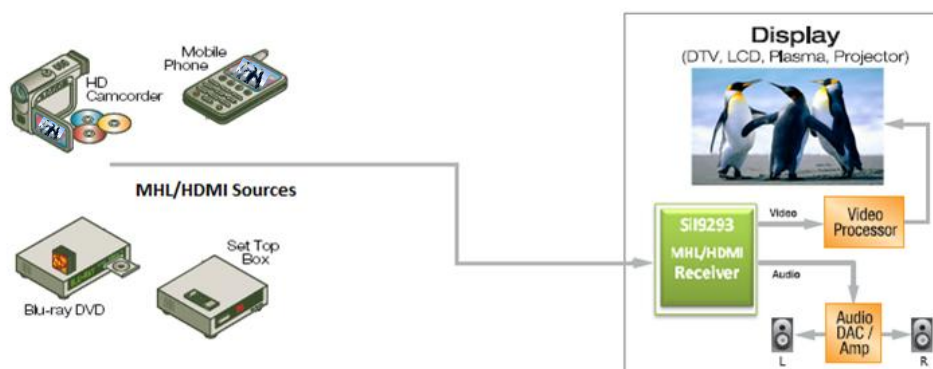 HD
Camcorder
Mobile
Phone
MHL/HDMI Sources
Blu-ray DVD
Set Top
Box
Display
(DTV, LCD, Plasma, Projector)
SiI9293
MHL/HDMI
Receiver
Video
Audio
Video
Processor
Audio
DAC /
Amp
L
R